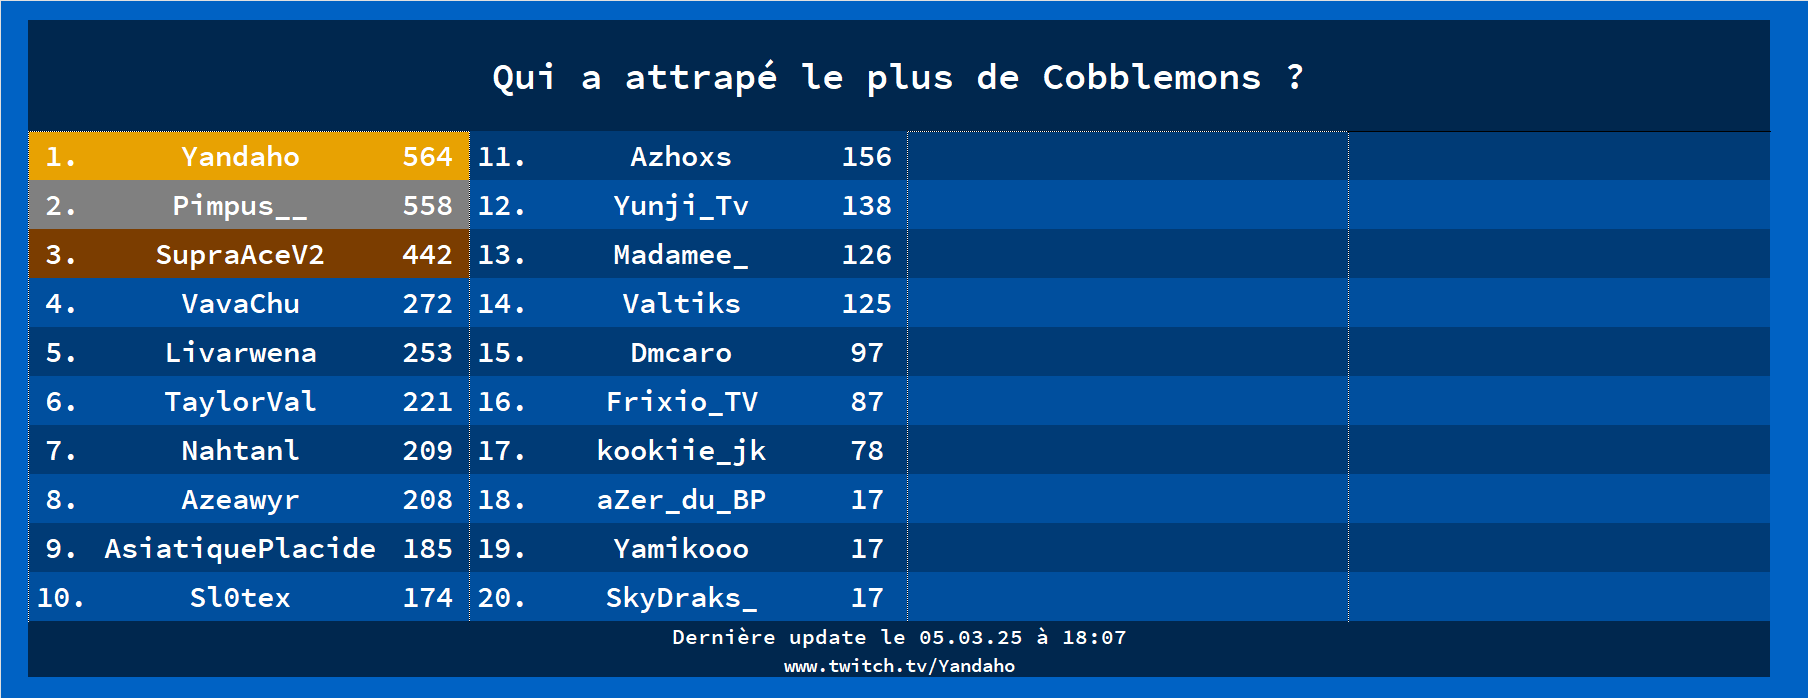 Qui a attrapé le plus de Cobblemons ?
1. Yandaho 564 11. Azhoxs 156
2. Pimpus__ 558 12. Yunji_Tv 138
3. SupraAceV2 442 13. Madamee_ 126
4. VavaChu 272 14. Valtiks 125
5. Livarwena 253 15. Dmcaro 97
6. TaylorVal 221 16. Frixio_TV 87
7. Nahtanl 209 17. kookiie_jk 78
8. Azeawyr 208 18. aZer_du_BP 17
9. AsiatiquePlacide 185 19. Yamikooo 17
10. Sl0tex 174 20. SkyDraks_ 17
Dernière update le 05.03.25 à 18:07
www.twitch.tv/Yandaho